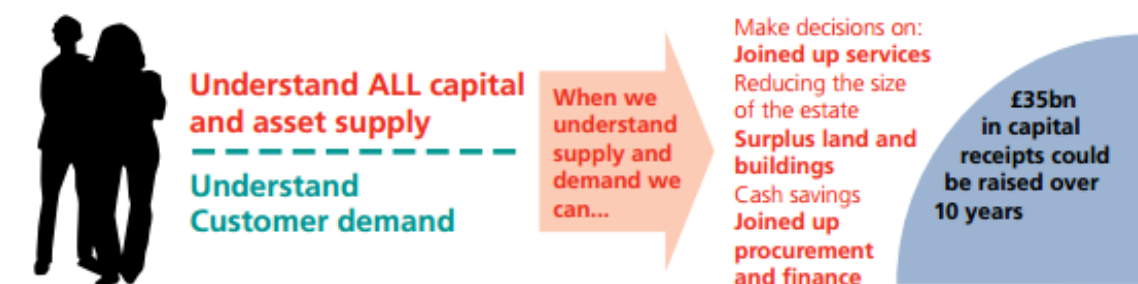 Understand ALL capital
and asset supply
Understand
Customer demand
When we
understand
supply and
demand we
can...
Make decisions on:
Joined up services
Reducing the size
of the estate
Surplus land and
buildings
Cash savings
Joined up
procurement
and finance
£35bn
in capital
receipts could
be raised over
10 years